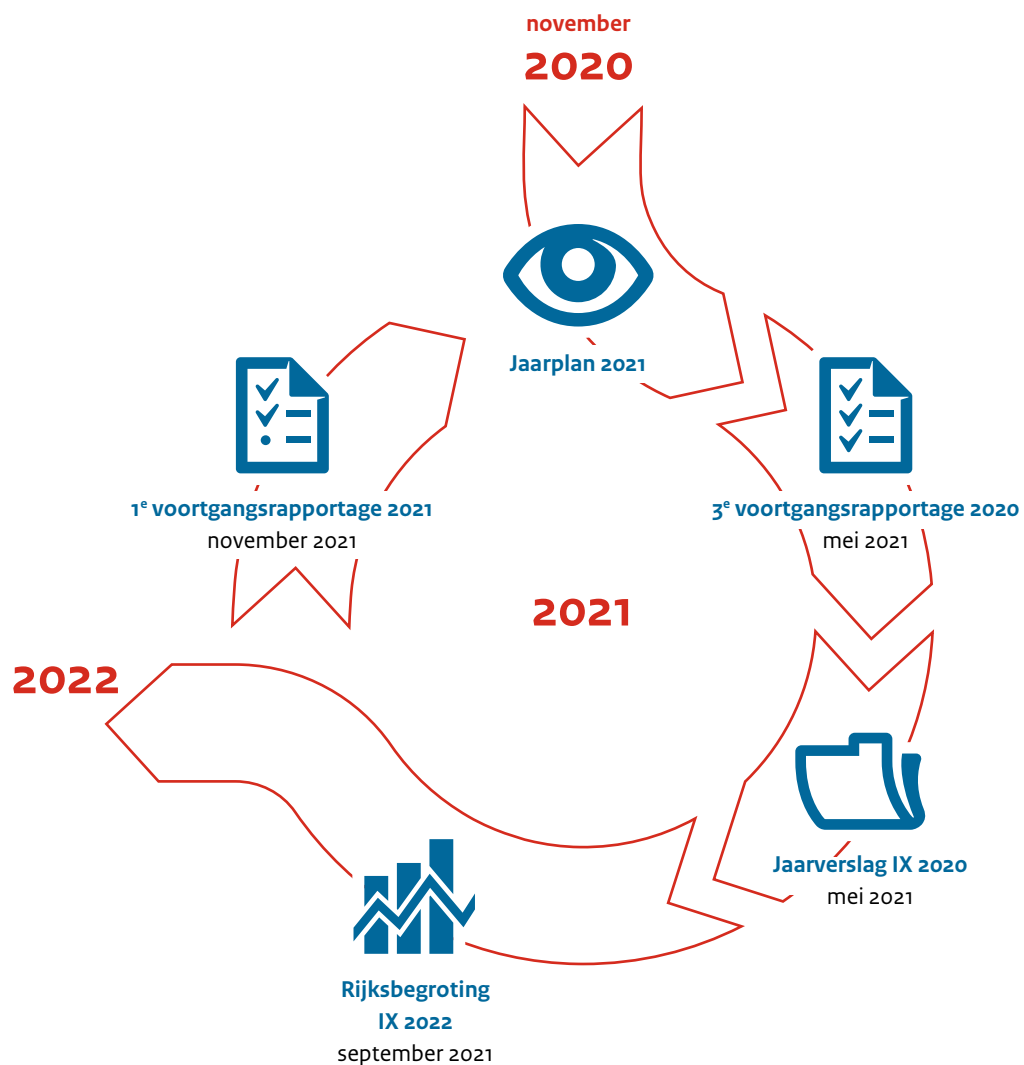 november
2020
Jaarplan 2021
1e voortgangsrapportage 2021
november 2021
3e voortgangsrapportage 2020
mei 2021
2021
2022
Jaarverslag IX 2020
mei 2021
Rijksbegroting
IX 2022
september 2021